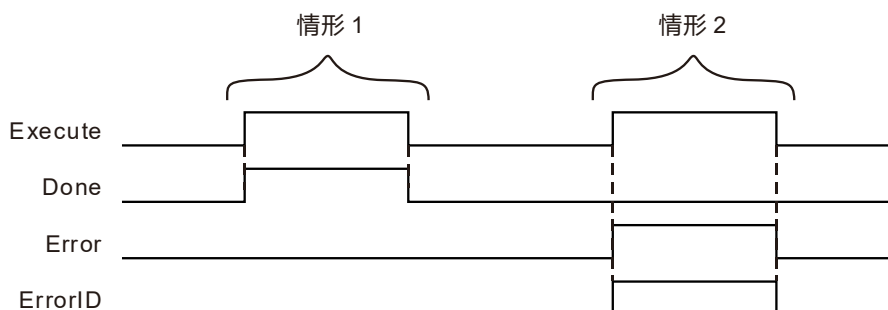 情形 1
情形 2
Execute
Done
Error
ErrorID